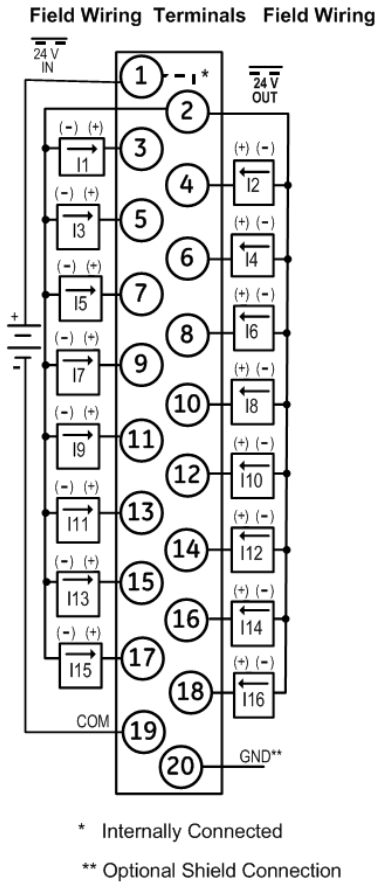 Field Wiring Terminals Field Wiring
24 V
IN
1
*
24 V
OUT
2
(-) (+)
I1
3
(+) (-)
4
I2
(-) (+)
I3
5
(+) (-)
6
I4
(-) (+)
I5
7
(+) (-)
8
I6
+
-
(-) (+)
I7
9
(+) (-)
10
I8
(-) (+)
I9
11
(+) (-)
12
I10
(-) (+)
I11
13
(+) (-)
14
I12
(-) (+)
I13
15
(+) (-)
16
I14
(-) (+)
I15
17
(+) (-)
18
I16
COM
19
20
GND**
* Internally Connected
** Optional Shield Connection